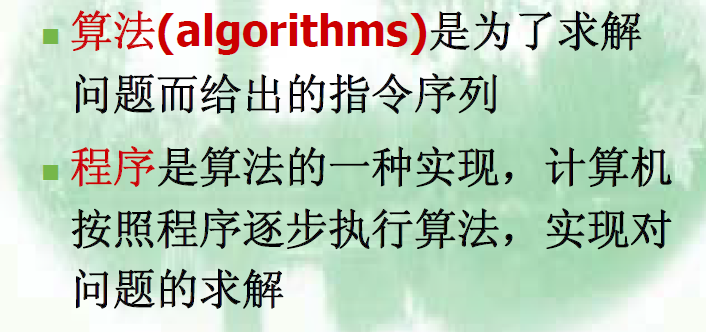 算法(algorithms)是为了求解
问题而给出的指令序列
程序是算法的一种实现，计算机
按照程序逐步执行算法，实现对
问题的求解